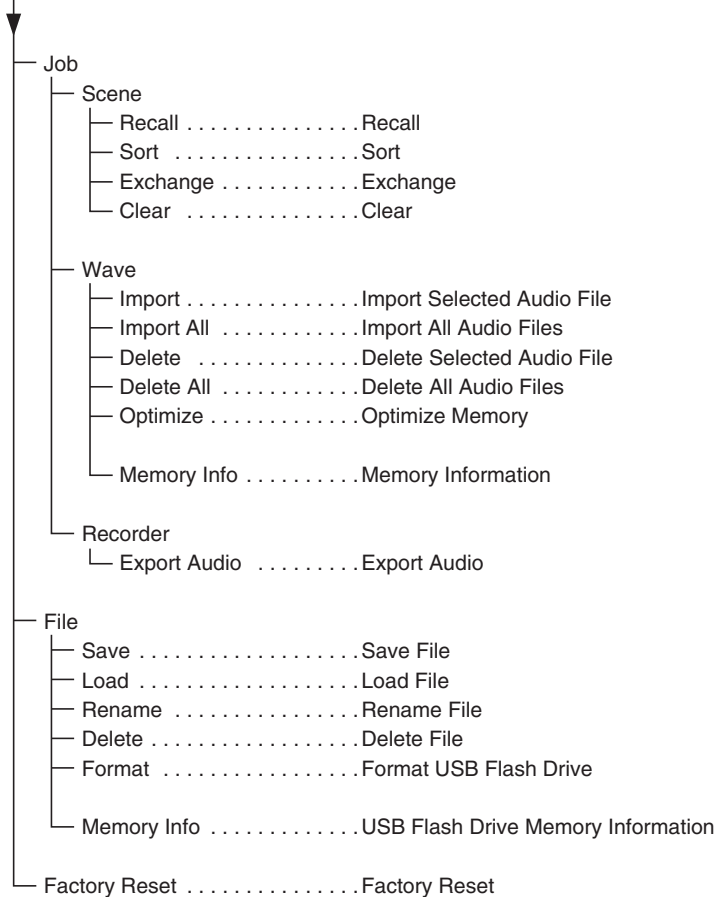 Job
Scene
Recall . . . . . . . . . . . . . . . Recall
Sort . . . . . . . . . . . . . . . . Sort
Exchange . . . . . . . . . . . . Exchange
Clear . . . . . . . . . . . . . . . Clear
Wave
Import . . . . . . . . . . . . . . . Import Selected Audio File
Import All . . . . . . . . . . . . Import All Audio Files
Delete . . . . . . . . . . . . . . Delete Selected Audio File
Delete All . . . . . . . . . . . . Delete All Audio Files
Optimize . . . . . . . . . . . . . Optimize Memory
Memory Info . . . . . . . . . . Memory Information
Recorder
Export Audio . . . . . . . . . Export Audio
File
Save . . . . . . . . . . . . . . . . . . Save File
Load . . . . . . . . . . . . . . . . . . Load File
Rename . . . . . . . . . . . . . . . Rename File
Delete . . . . . . . . . . . . . . . . . Delete File
Format . . . . . . . . . . . . . . . . Format USB Flash Drive
Memory Info . . . . . . . . . . . . . USB Flash Drive Memory Information
Factory Reset . . . . . . . . . . . . . . . Factory Reset